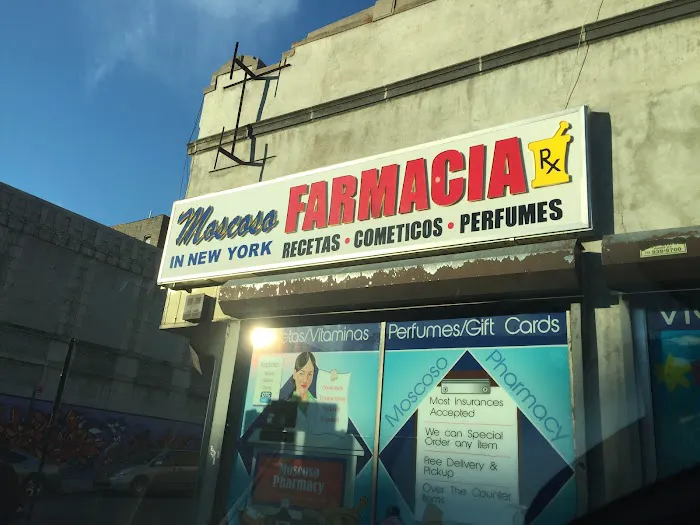 Moscoso
IN NEW YORK
FARMACIA
Rx
RECETAS • COMETICOS • PERFUMES
etas/Vitaminas
Perfumes/Gift Cards
Moscoso Pharmacy
Most Insurances
Accepted
We can Special
Order any Item
Free Delivery &
Pickup
Over The Counter
Items
Moscoso
Pharmacy